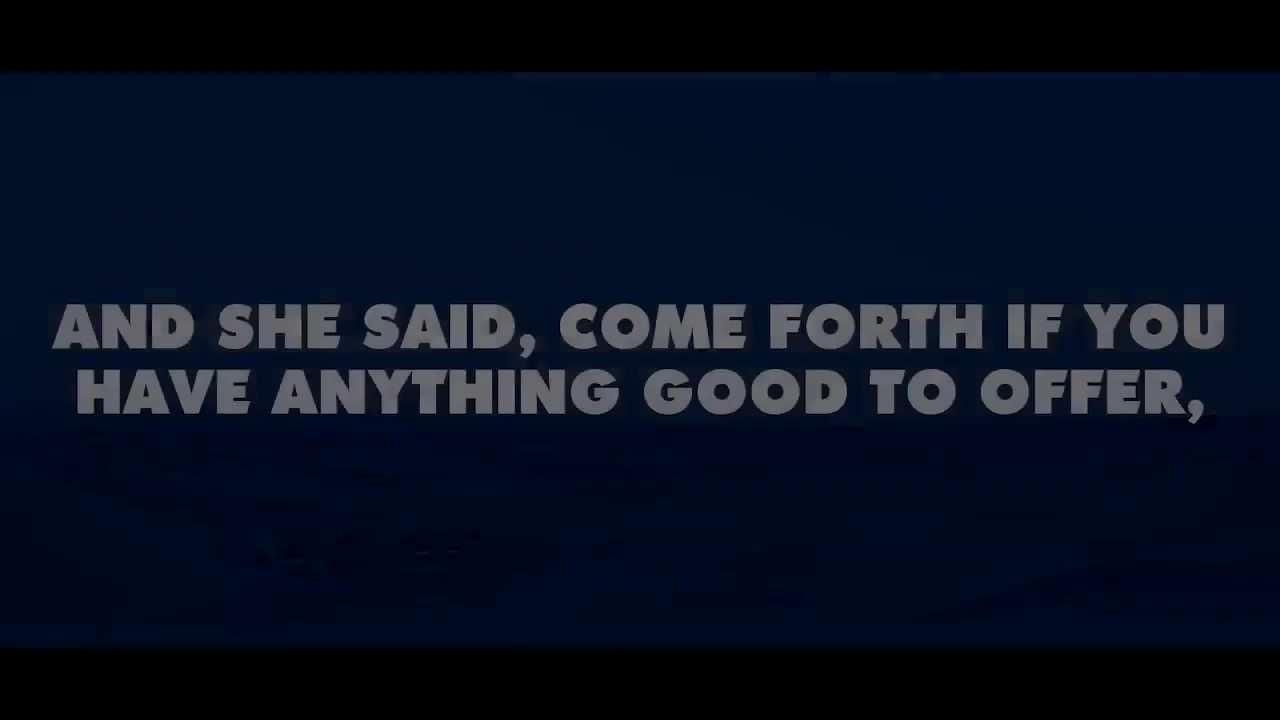 AND SHE SAID, COME FORTH IF YOU
HAVE ANYTHING GOOD TO OFFER,